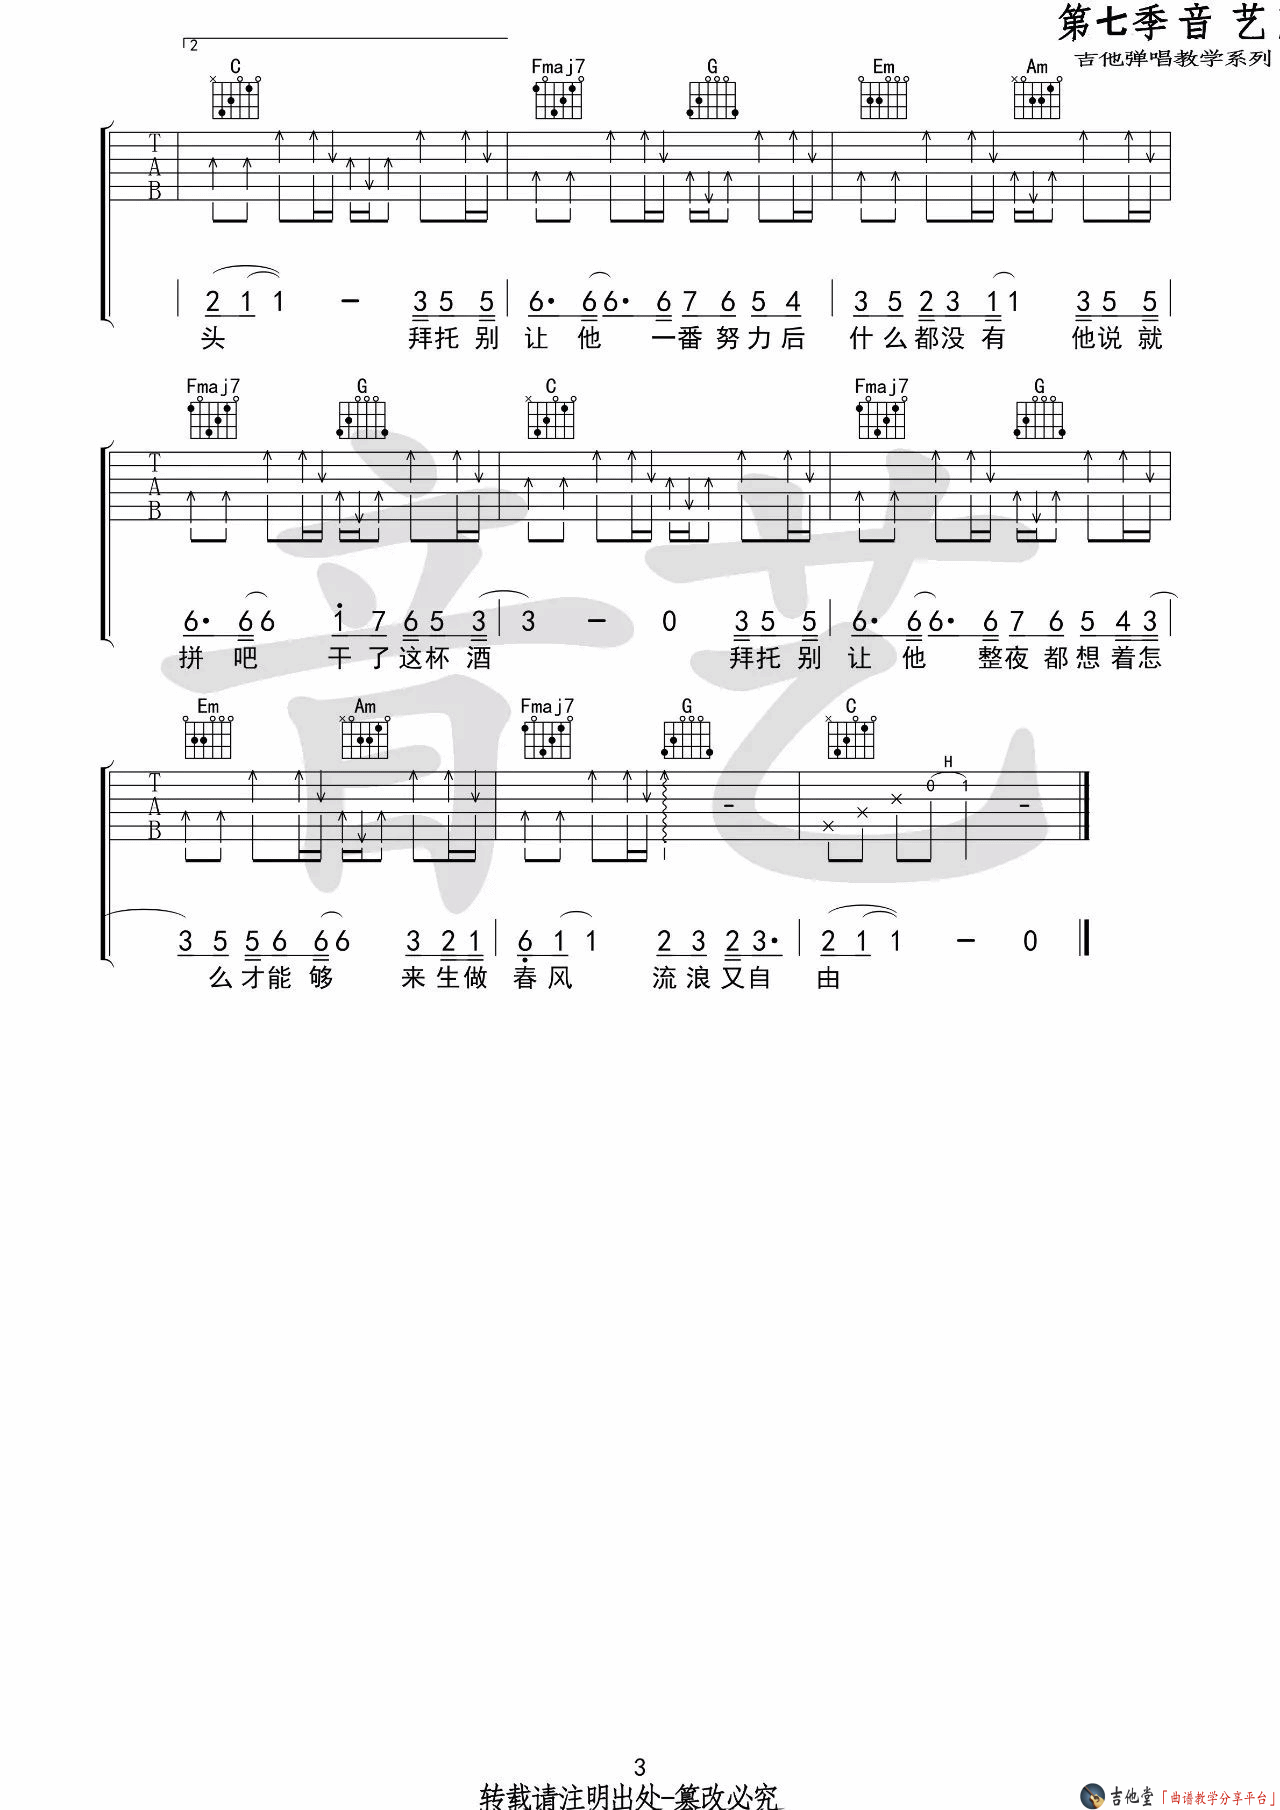 第七季音 艺
吉他弹唱教学系列
2
C Fmaj7 G Em Am
T
A
B
2 1 1 – 3 5 5 6· 6 6· 6 7 6 5 4 3 5 2 3 1 1 3 5 5
头 拜托别 让 他 一番努力后 什么都没有 他说就
Fmaj7 G C Fmaj7 G
T
A
B
6· 6 6 1 7 6 5 3 3 – 0 3 5 5 6· 6 6· 6 7 6 5 4 3
拼 吧 干了这杯酒 拜托别 让 他 整夜都想着怎
Em Am Fmaj7 G C
H
T
A
B
0 1
3 5 5 6 6 6 3 2 1 6 1 1 2 3 2 3· 2 1 1 – 0
么才能够 来生做 春风 流浪又自 由
音艺
3
转载请注明出处-篡改必究
吉他堂「曲谱教学分享平台」